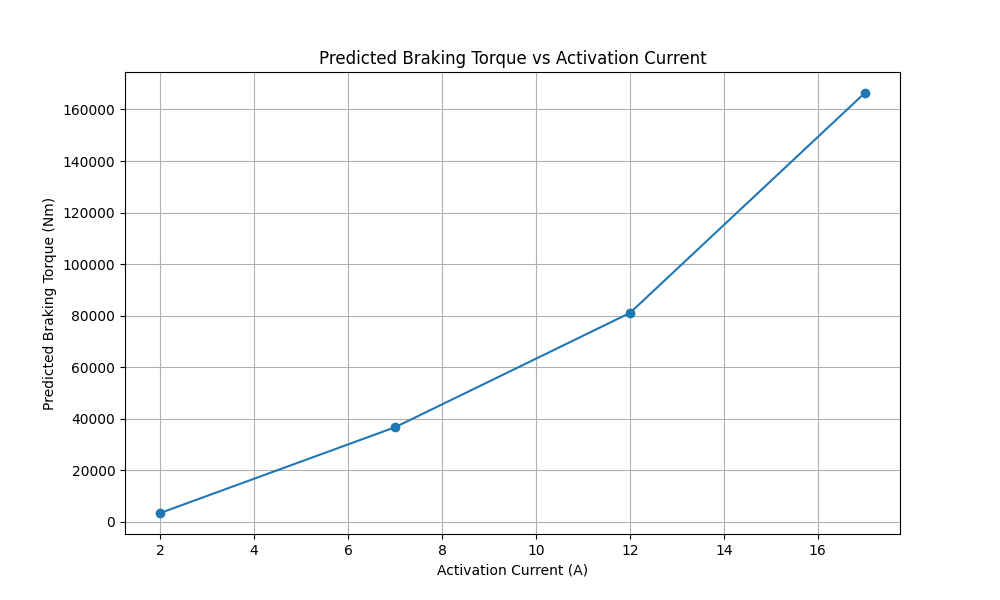 Predicted Braking Torque vs Activation Current
160000
140000
120000
100000
80000
60000
40000
20000
0
Predicted Braking Torque (Nm)
2 4 6 8 10 12 14 16
Activation Current (A)